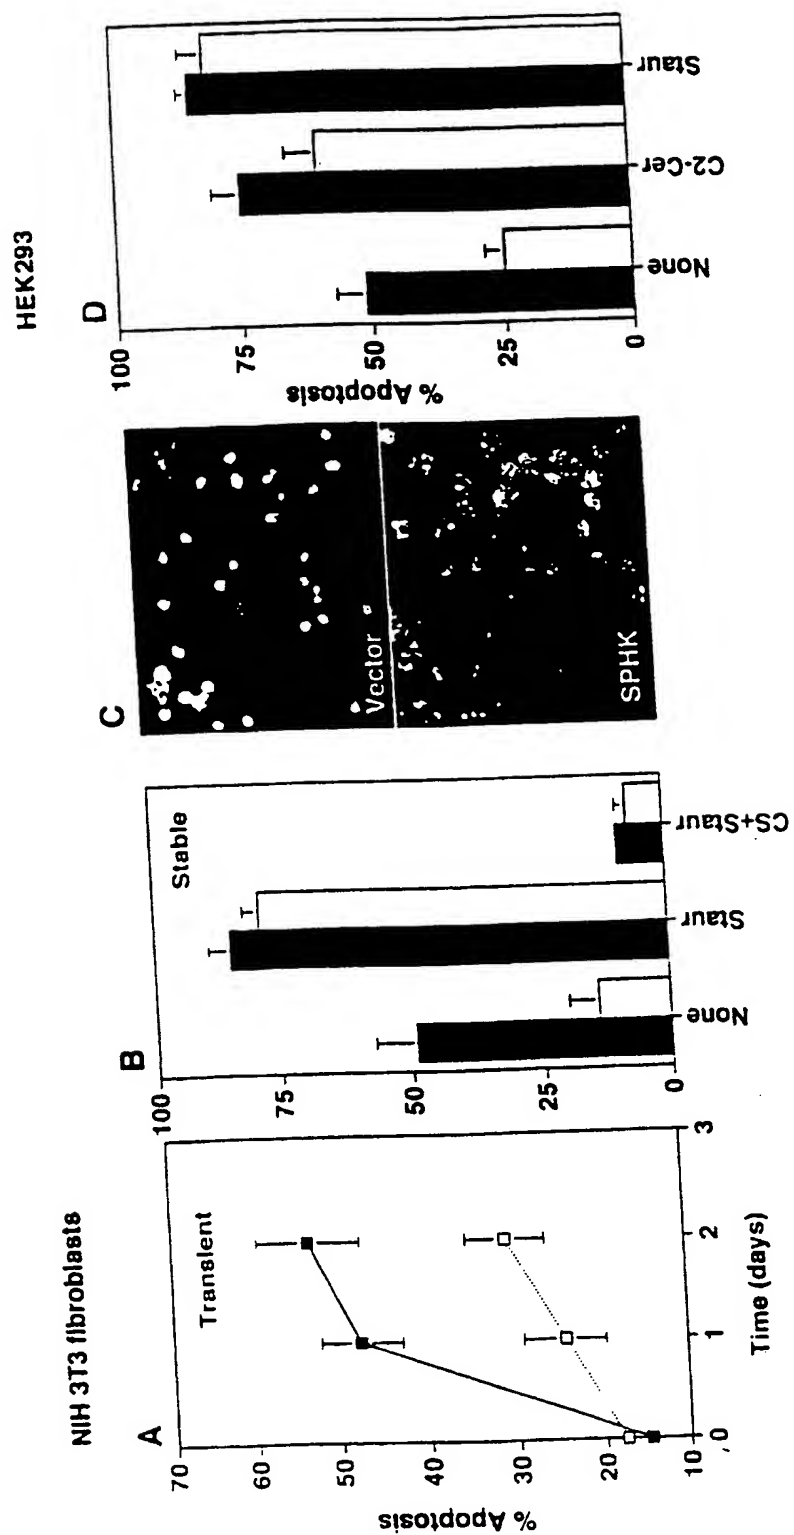 NIH 3T3 fibroblasts
HEK293
A
Transient
% Apoptosis
70
60
50
40
30
20
10
0
1
2
3
Time (days)
B
Stable
100
75
50
25
0
None
Staur
CS+Staur
C
Vector
SPHK
D
% Apoptosis
100
75
50
25
0
None
C2-Cer
Staur